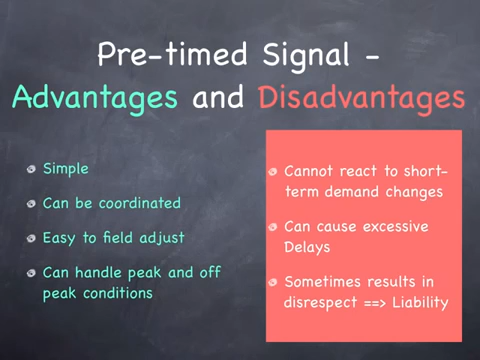 Pre-timed Signal -
Advantages and Disadvantages
Simple
Can be coordinated
Easy to field adjust
Can handle peak and off
peak conditions
Cannot react to short-
term demand changes
Can cause excessive
Delays
Sometimes results in
disrespect ==> Liability